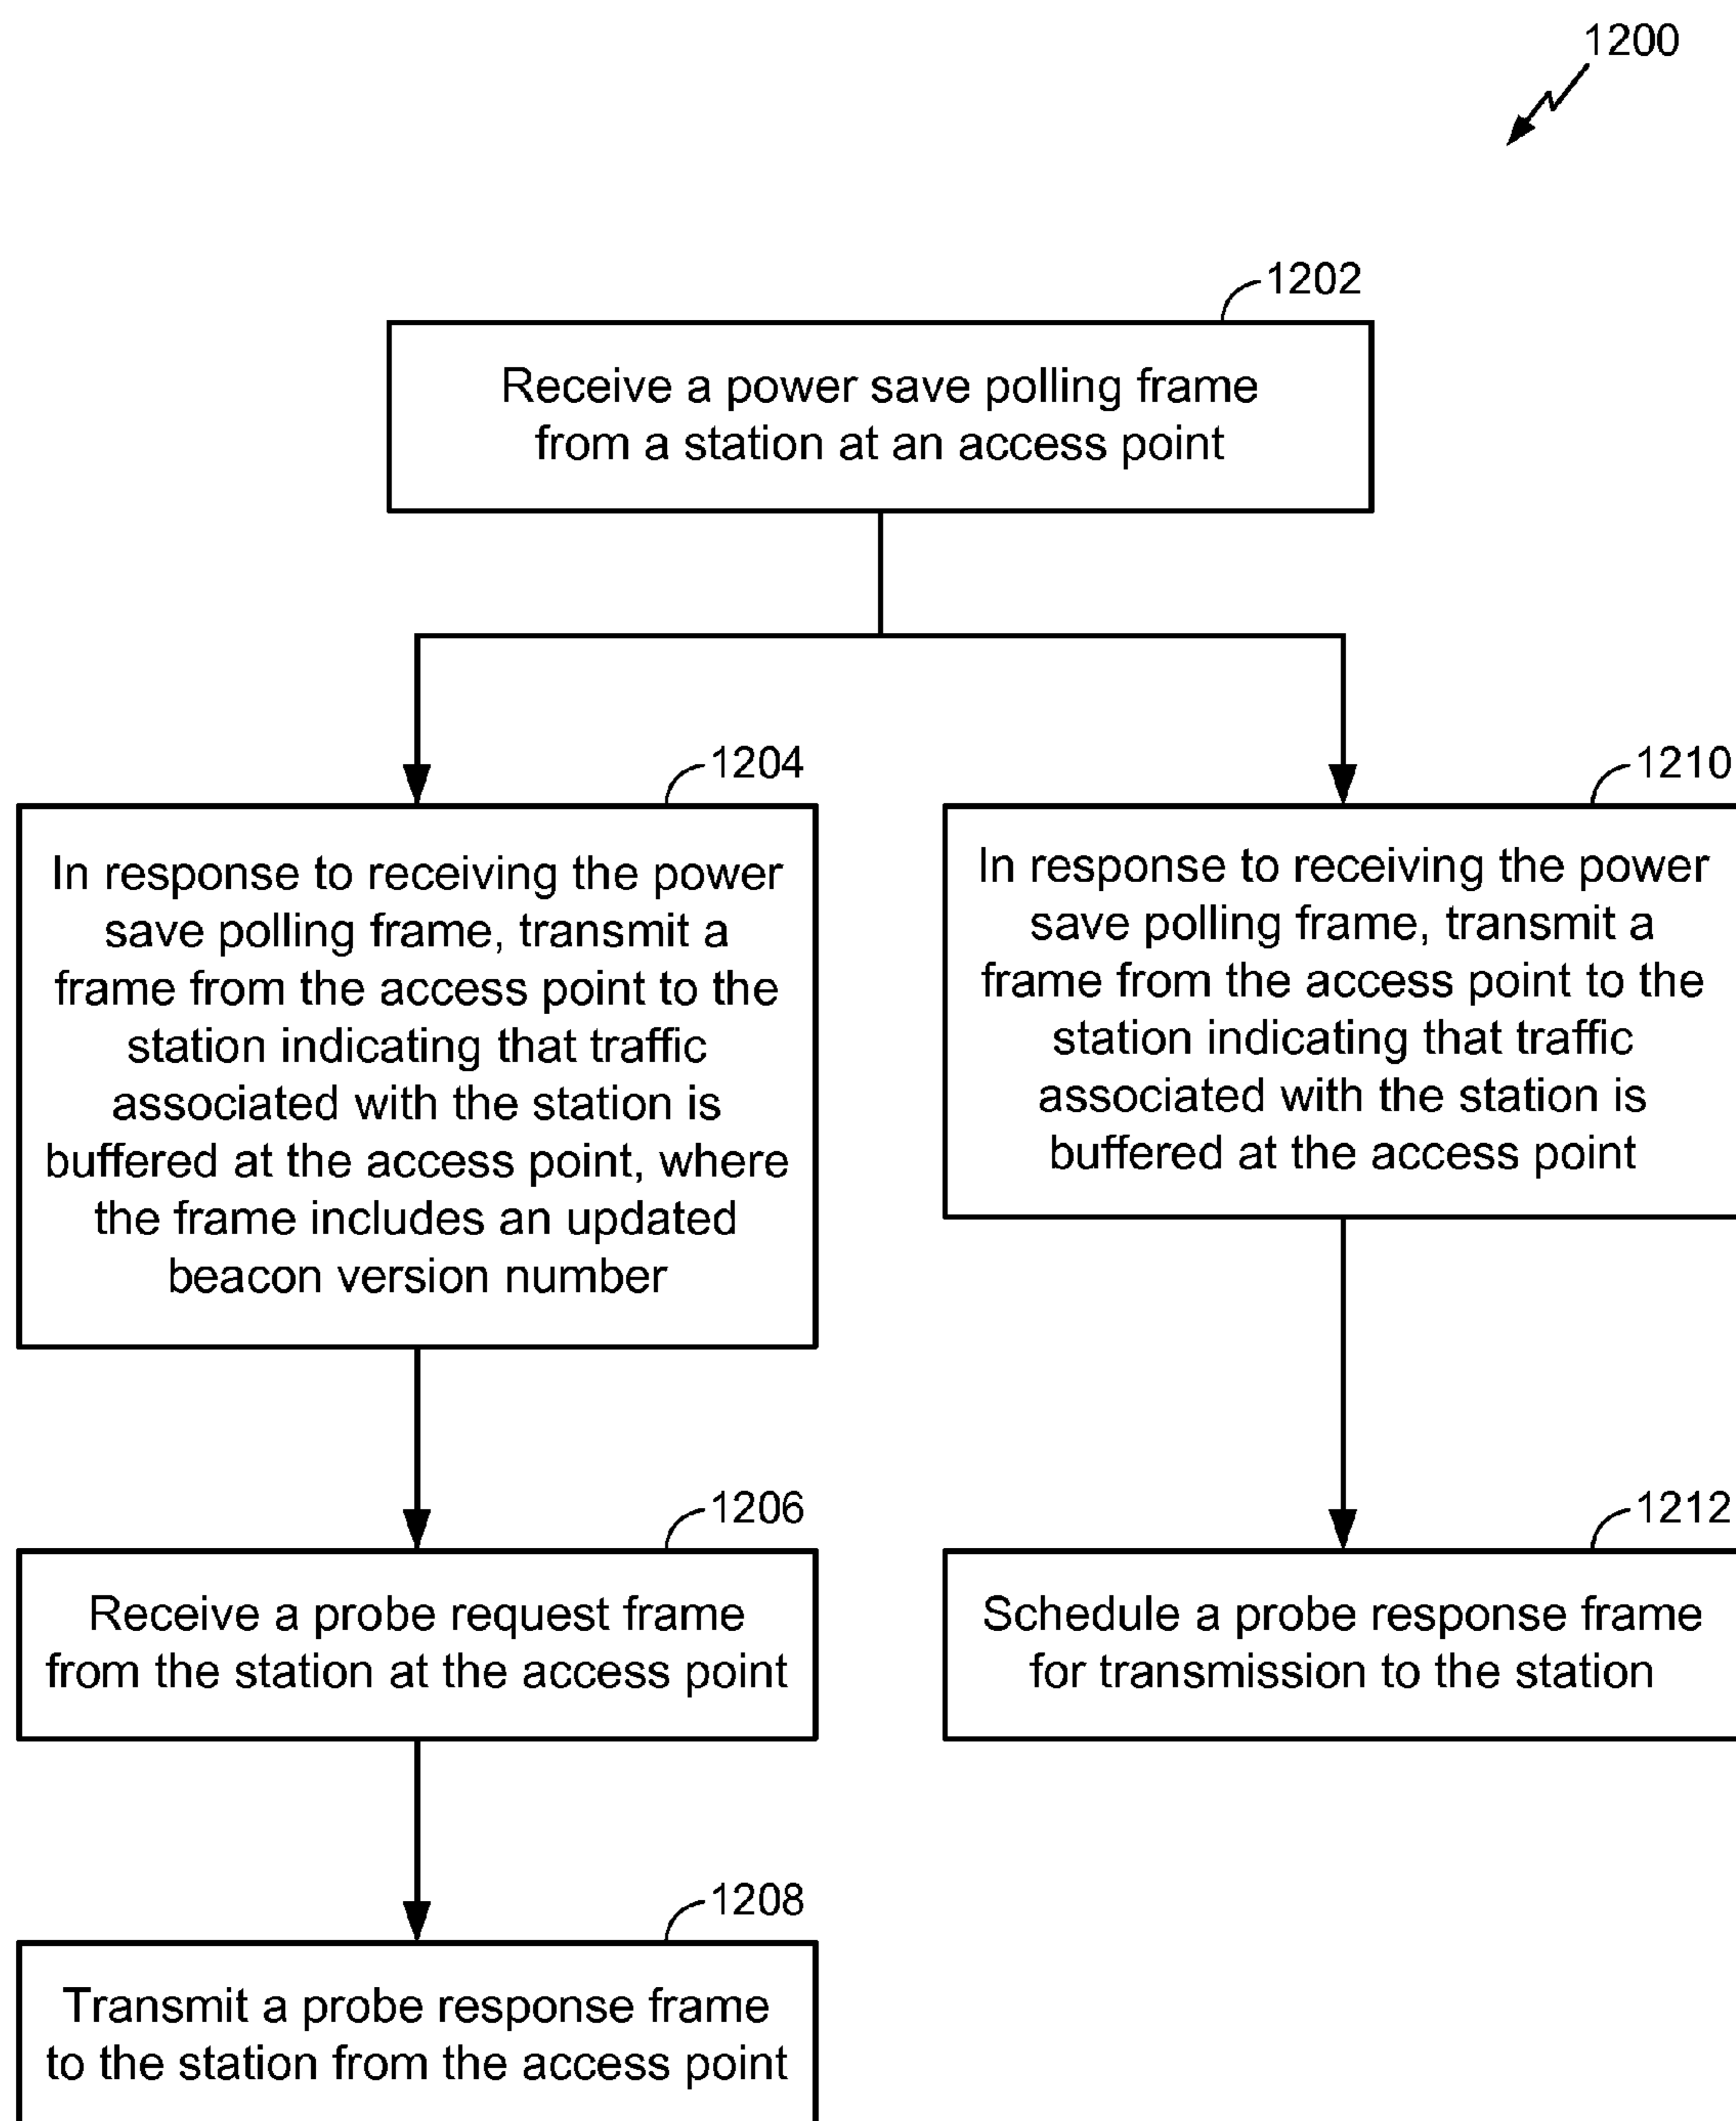 1200
1202
Receive a power save polling frame
from a station at an access point
1204
In response to receiving the power
save polling frame, transmit a
frame from the access point to the
station indicating that traffic
associated with the station is
buffered at the access point, where
the frame includes an updated
beacon version number
1206
Receive a probe request frame
from the station at the access point
1208
Transmit a probe response frame
to the station from the access point
1210
In response to receiving the power
save polling frame, transmit a
frame from the access point to the
station indicating that traffic
associated with the station is
buffered at the access point
1212
Schedule a probe response frame
for transmission to the station